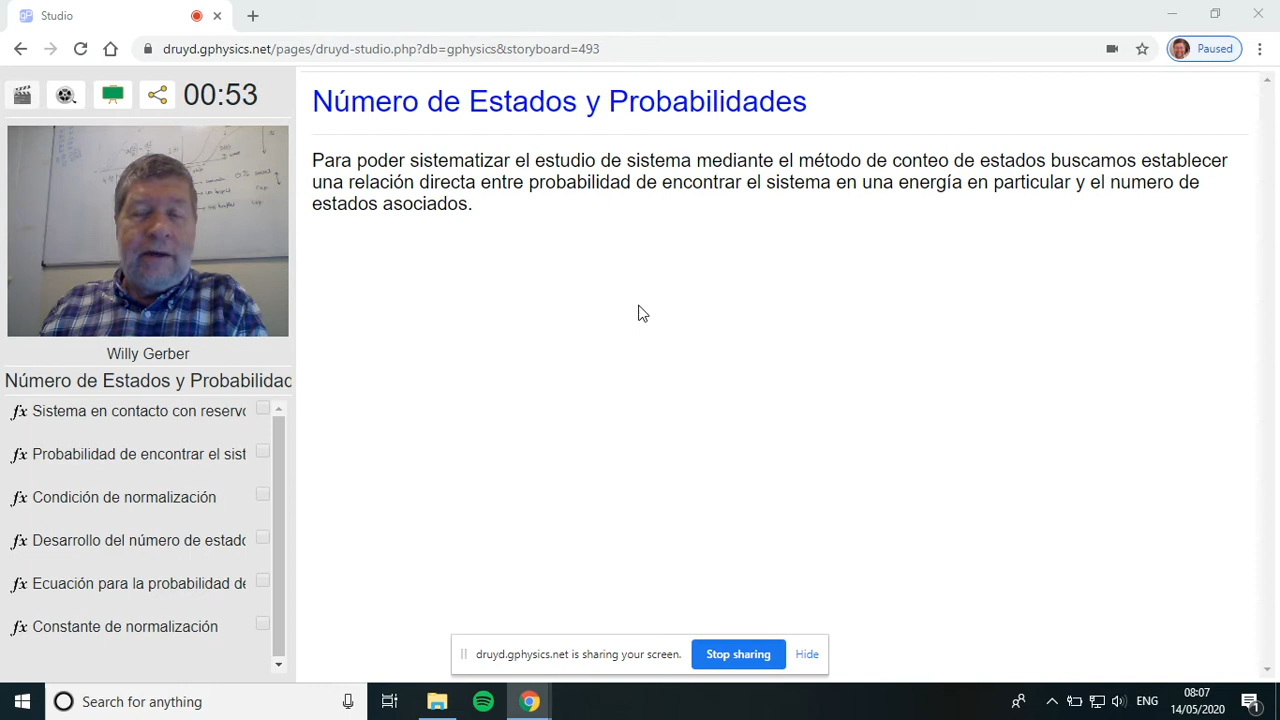 Studio
druyd.gphysics.net/pages/druyd-studio.php?db=gphysics&storyboard=493
Paused
00:53
Willy Gerber
Número de Estados y Probabilidad
fx Sistema en contacto con reservo
fx Probabilidad de encontrar el sist
fx Condición de normalización
fx Desarrollo del número de estado
fx Ecuación para la probabilidad de
fx Constante de normalización
Número de Estados y Probabilidades
Para poder sistematizar el estudio de sistema mediante el método de conteo de estados buscamos establecer
una relación directa entre probabilidad de encontrar el sistema en una energía en particular y el numero de
estados asociados.
druyd.gphysics.net is sharing your screen.
Stop sharing
Hide
Search for anything
ENG
08:07
14/05/2020
1